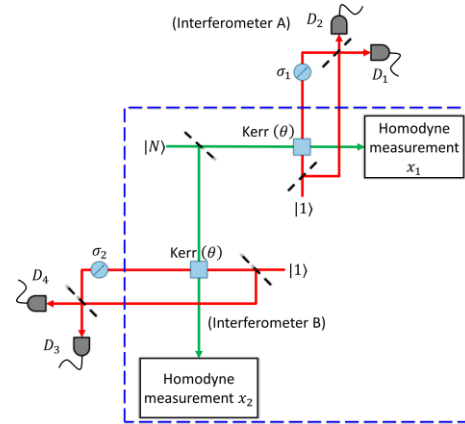 (Interferometer A)
D₂
σ₁
D₁
Kerr (θ)
|N⟩
Homodyne
measurement
x₁
|1⟩
σ₂
Kerr (θ)
|1⟩
D₄
(Interferometer B)
D₃
Homodyne
measurement x₂